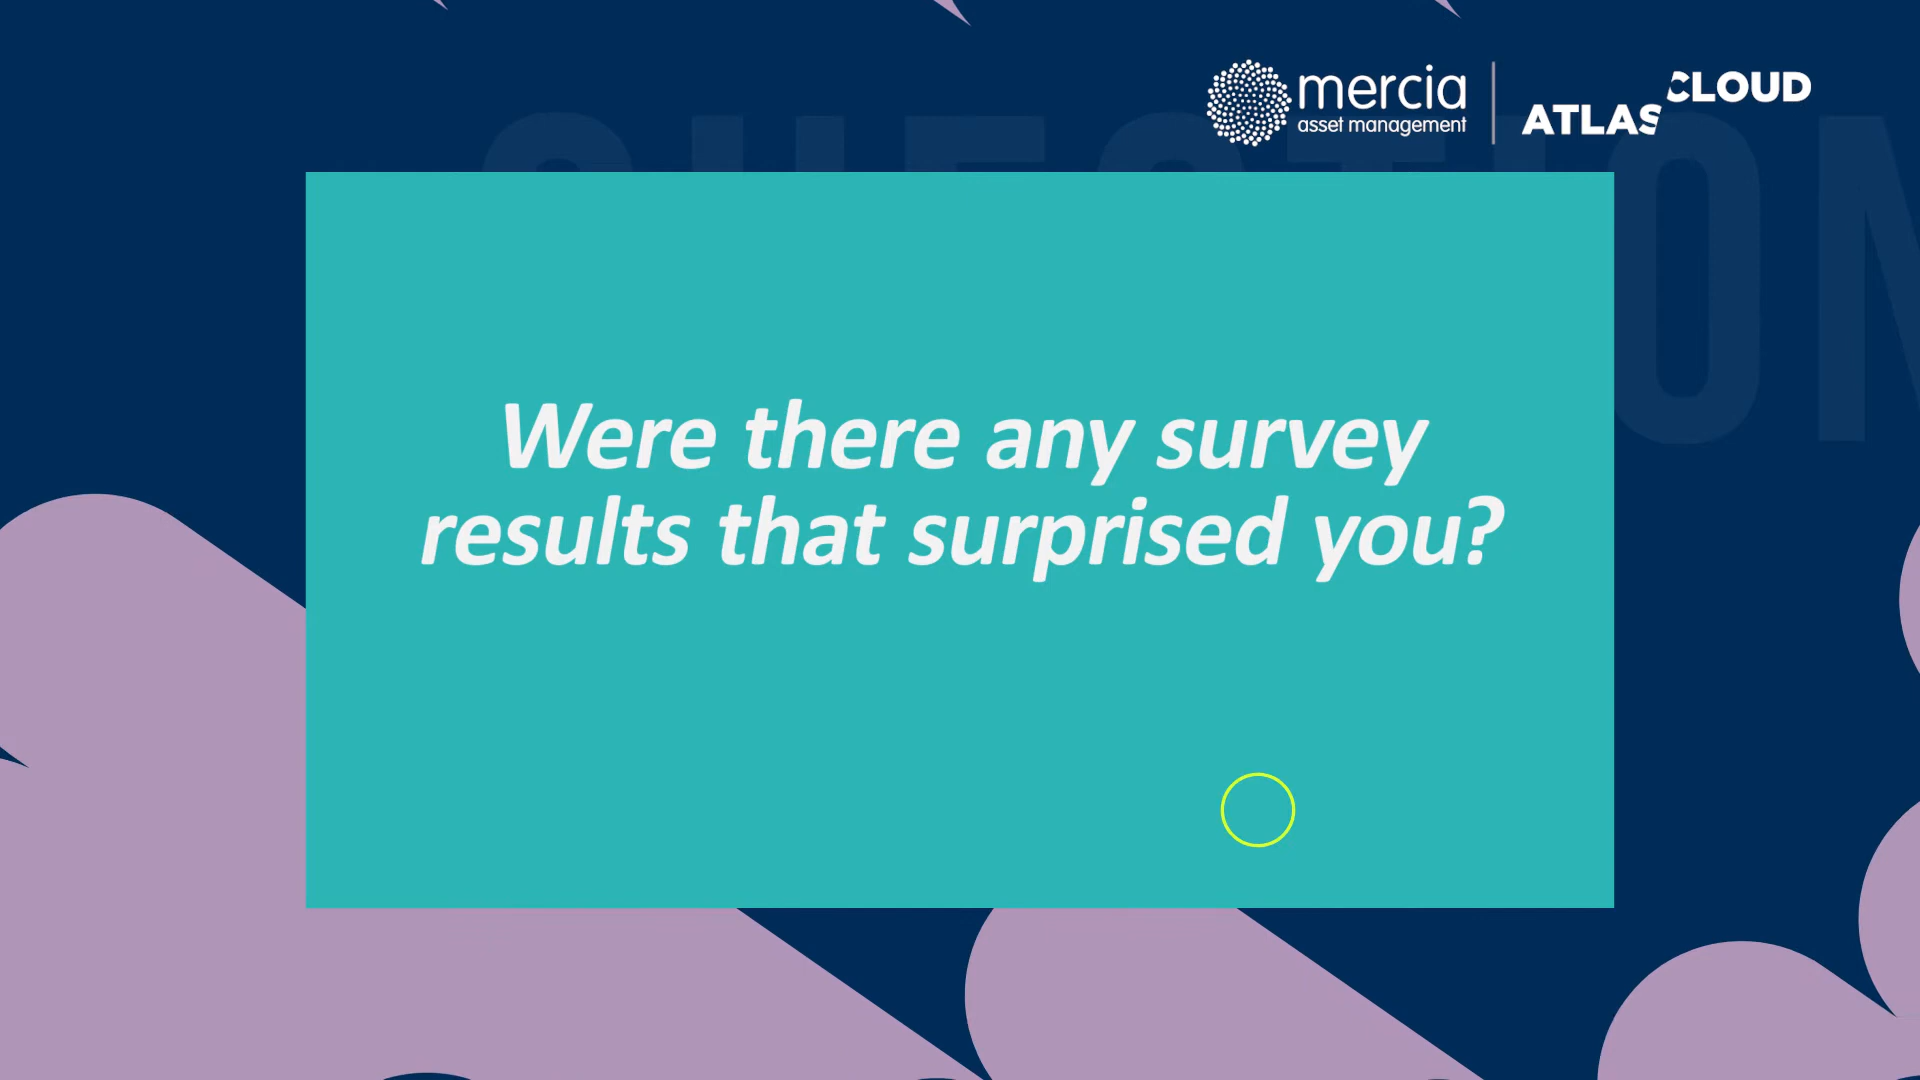 mercia
asset management
ATLAS CLOUD
Were there any survey
results that surprised you?